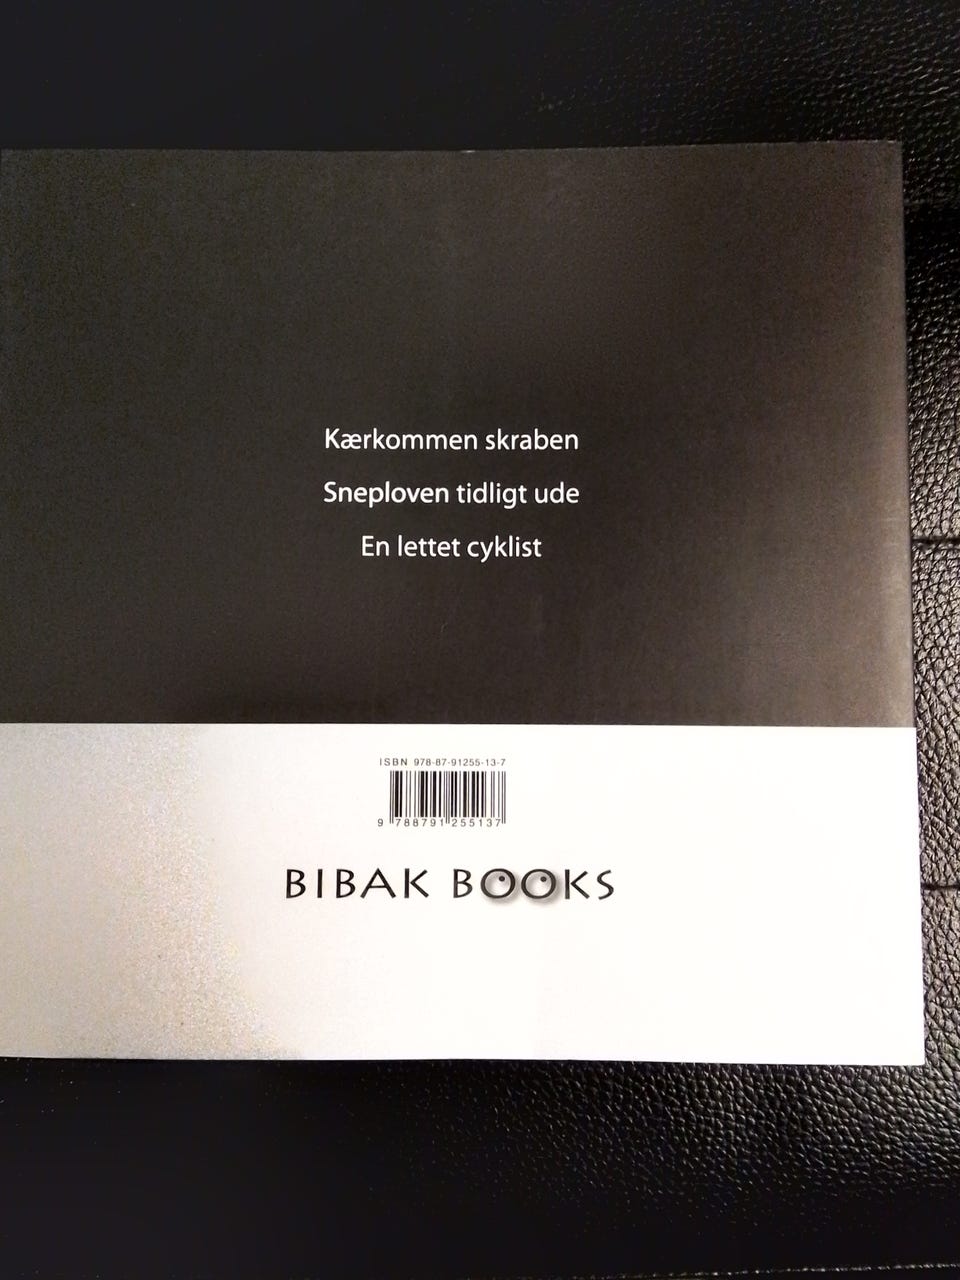 Kærkommen skraben
Sneploven tidligt ude
En lettet cyklist
ISBN 978-87-91255-13-7
9 788791 255137
BIBAK BOOKS